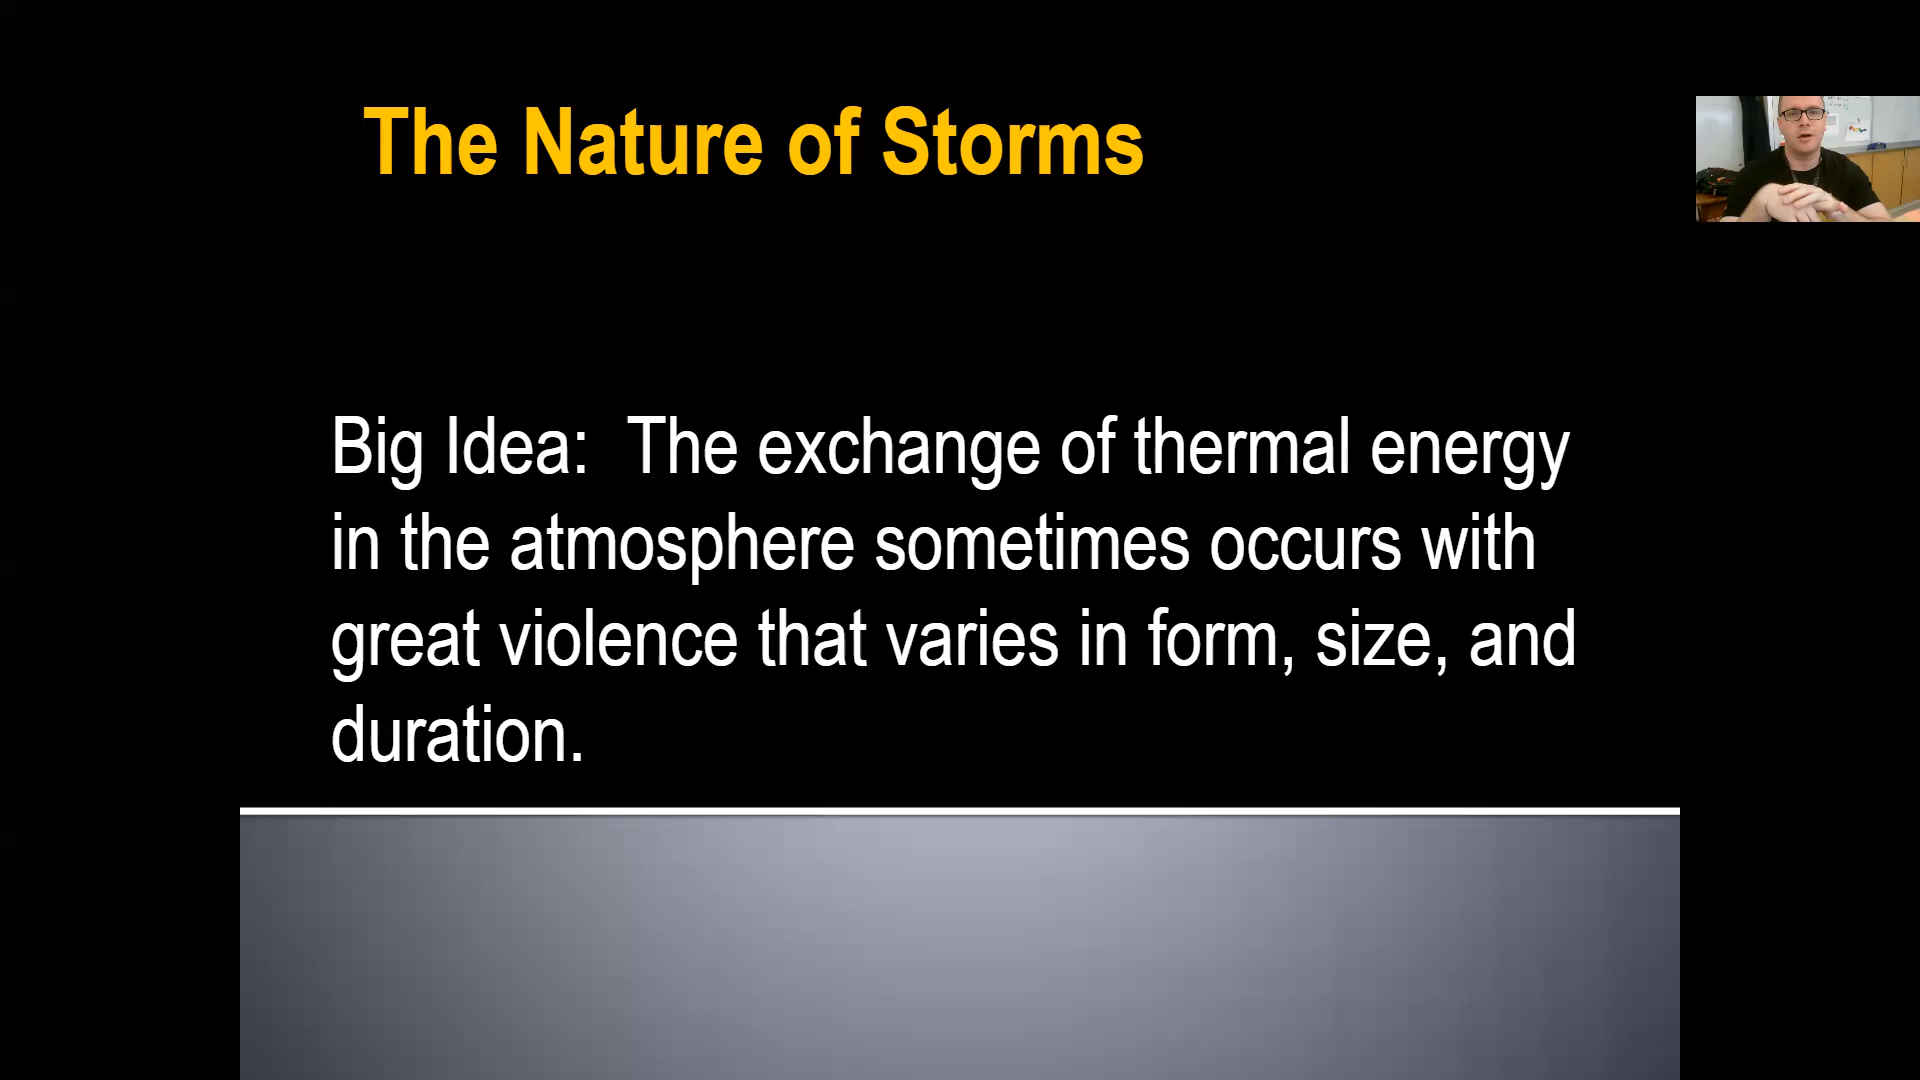 The Nature of Storms
Big Idea:  The exchange of thermal energy
in the atmosphere sometimes occurs with
great violence that varies in form, size, and
duration.